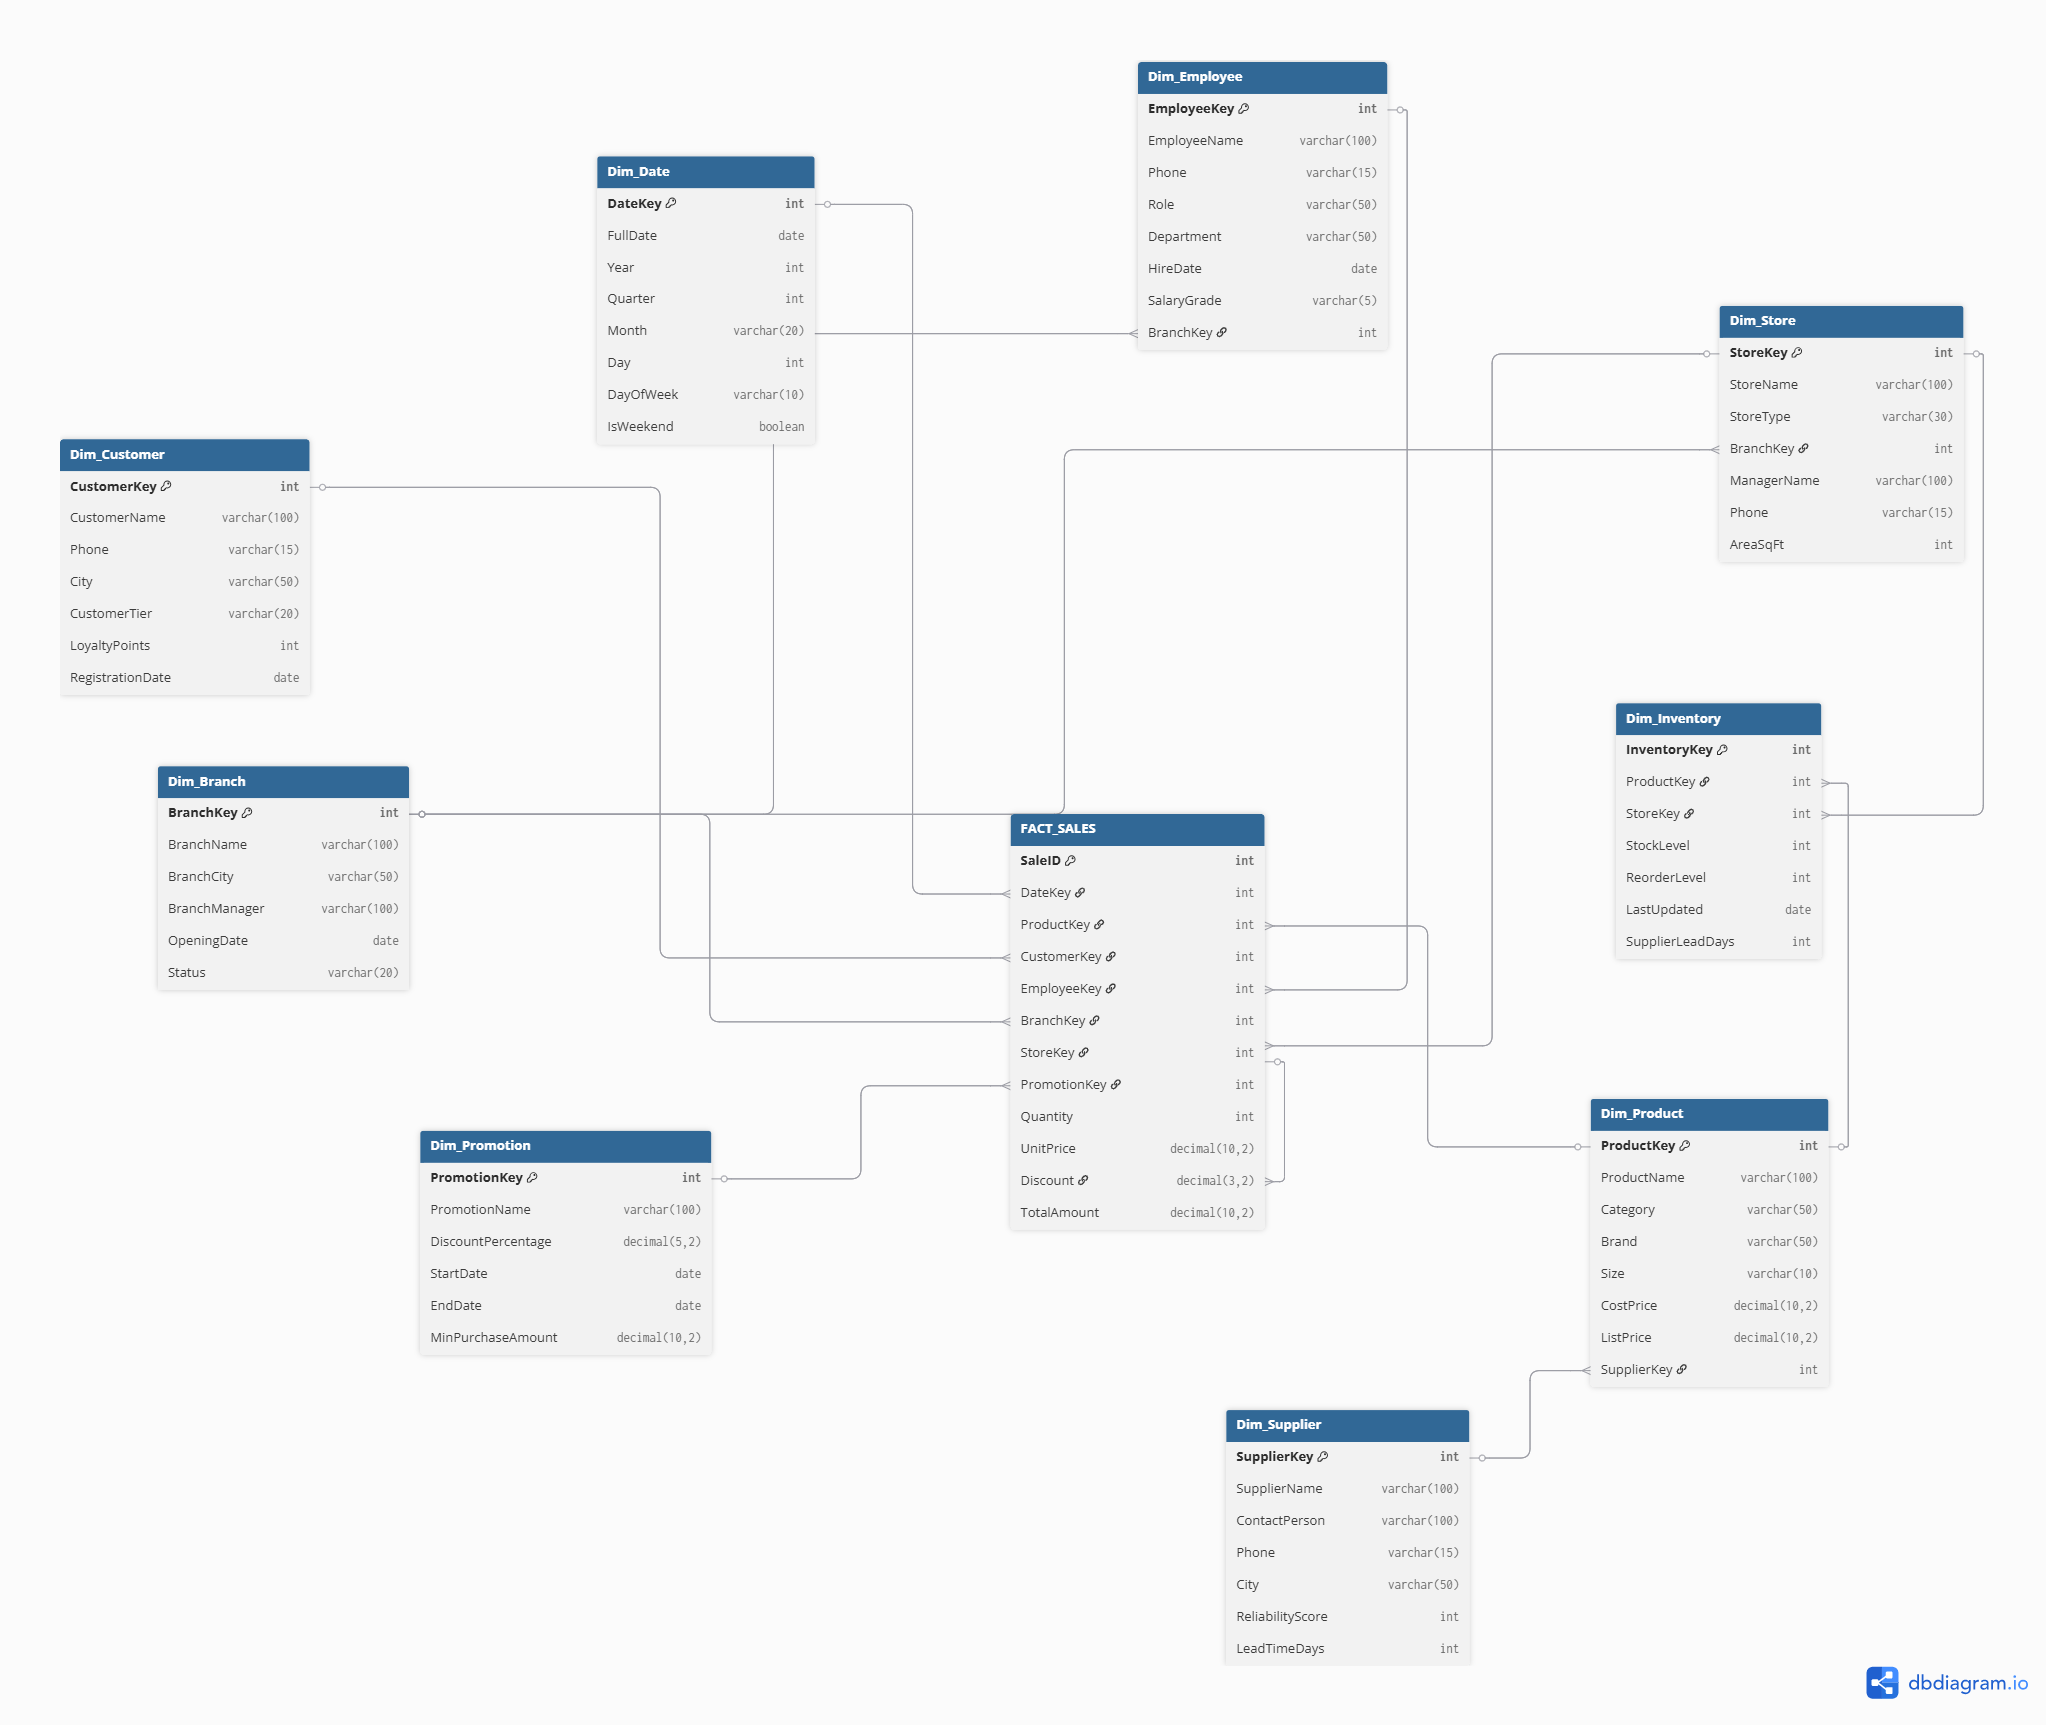 Dim_Employee
EmployeeKey int
EmployeeName varchar(100)
Phone varchar(15)
Role varchar(50)
Department varchar(50)
HireDate date
SalaryGrade varchar(5)
BranchKey int
Dim_Date
DateKey int
FullDate date
Year int
Quarter int
Month varchar(20)
Day int
DayOfWeek varchar(10)
IsWeekend boolean
Dim_Store
StoreKey int
StoreName varchar(100)
StoreType varchar(30)
BranchKey int
ManagerName varchar(100)
Phone varchar(15)
AreaSqFt int
Dim_Customer
CustomerKey int
CustomerName varchar(100)
Phone varchar(15)
City varchar(50)
CustomerTier varchar(20)
LoyaltyPoints int
RegistrationDate date
Dim_Inventory
InventoryKey int
ProductKey int
StoreKey int
StockLevel int
ReorderLevel int
LastUpdated date
SupplierLeadDays int
Dim_Branch
BranchKey int
BranchName varchar(100)
BranchCity varchar(50)
BranchManager varchar(100)
OpeningDate date
Status varchar(20)
FACT_SALES
SaleID int
DateKey int
ProductKey int
CustomerKey int
EmployeeKey int
BranchKey int
StoreKey int
PromotionKey int
Quantity int
UnitPrice decimal(10,2)
Discount decimal(3,2)
TotalAmount decimal(10,2)
Dim_Promotion
PromotionKey int
PromotionName varchar(100)
DiscountPercentage decimal(5,2)
StartDate date
EndDate date
MinPurchaseAmount decimal(10,2)
Dim_Product
ProductKey int
ProductName varchar(100)
Category varchar(50)
Brand varchar(50)
Size varchar(10)
CostPrice decimal(10,2)
ListPrice decimal(10,2)
SupplierKey int
Dim_Supplier
SupplierKey int
SupplierName varchar(100)
ContactPerson varchar(100)
Phone varchar(15)
City varchar(50)
ReliabilityScore int
LeadTimeDays int
dbdiagram.io